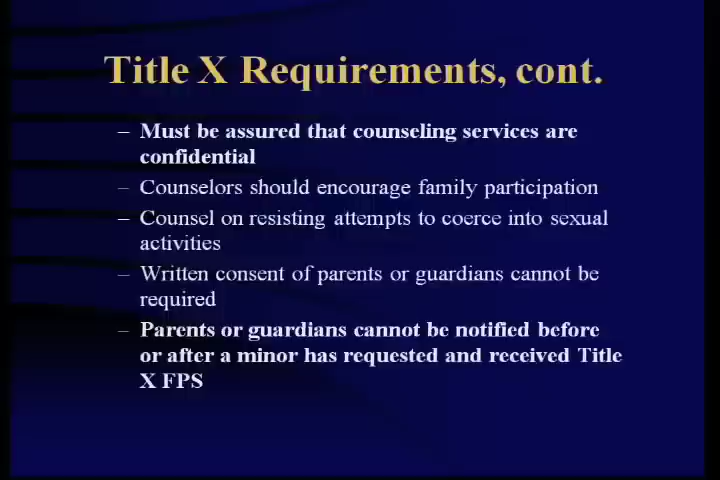 Title X Requirements, cont.
– Must be assured that counseling services are
confidential
– Counselors should encourage family participation
– Counsel on resisting attempts to coerce into sexual
activities
– Written consent of parents or guardians cannot be
required
– Parents or guardians cannot be notified before
or after a minor has requested and received Title
X FPS